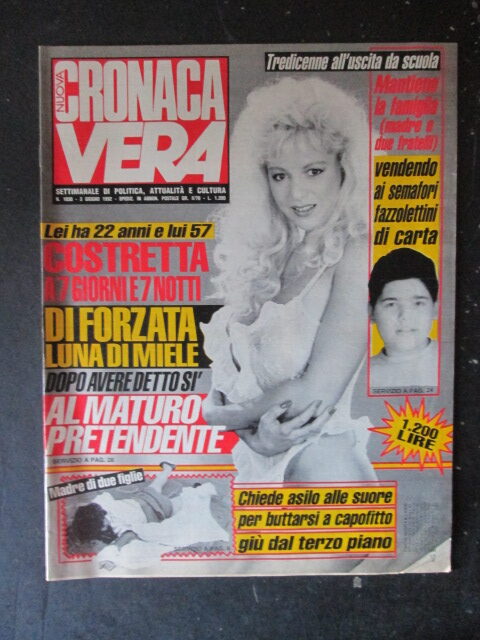 NUOVA
CRONACA
VERA
SETTIMANALE DI POLITICA, ATTUALITÀ E CULTURA
Tredicenne all'uscita da scuola
Mantiene
la famiglia
(madre e
due fratelli)
vendendo
ai semafori
fazzolettini
di carta
SERVIZIO A PAG. 24
Lei ha 22 anni e lui 57
COSTRETTA
A 7 GIORNI E 7 NOTTI
DI FORZATA
LUNA DI MIELE
DOPO AVERE DETTO SI'
AL MATURO
PRETENDENTE
1.200
LIRE
Madre di due figlie
Chiede asilo alle suore
per buttarsi a capofitto
giù dal terzo piano